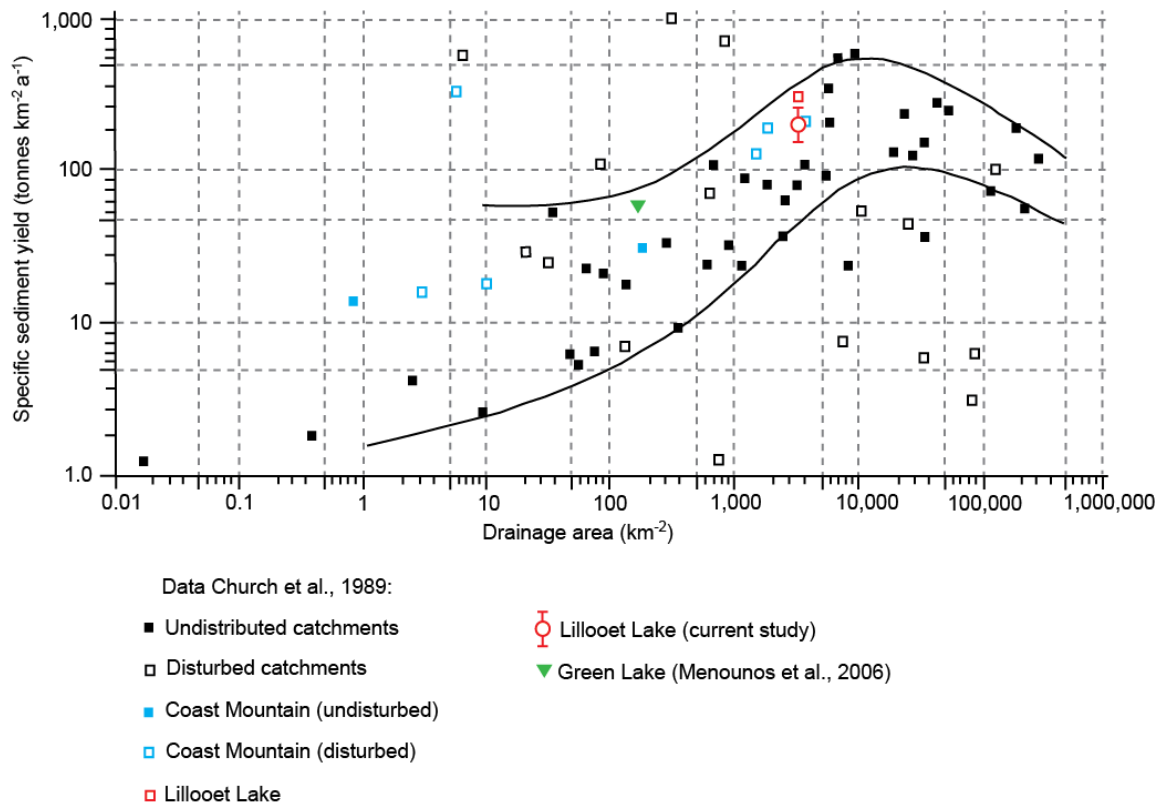 1,000
100
10
1.0
Specific sediment yield (tonnes km-2 a-1)
0.01
0.1
1
10
100
1,000
10,000
100,000
1,000,000
Drainage area (km-2)
Data Church et al., 1989:
Undistributed catchments
Disturbed catchments
Coast Mountain (undisturbed)
Coast Mountain (disturbed)
Lillooet Lake
Lillooet Lake (current study)
Green Lake (Menounos et al., 2006)